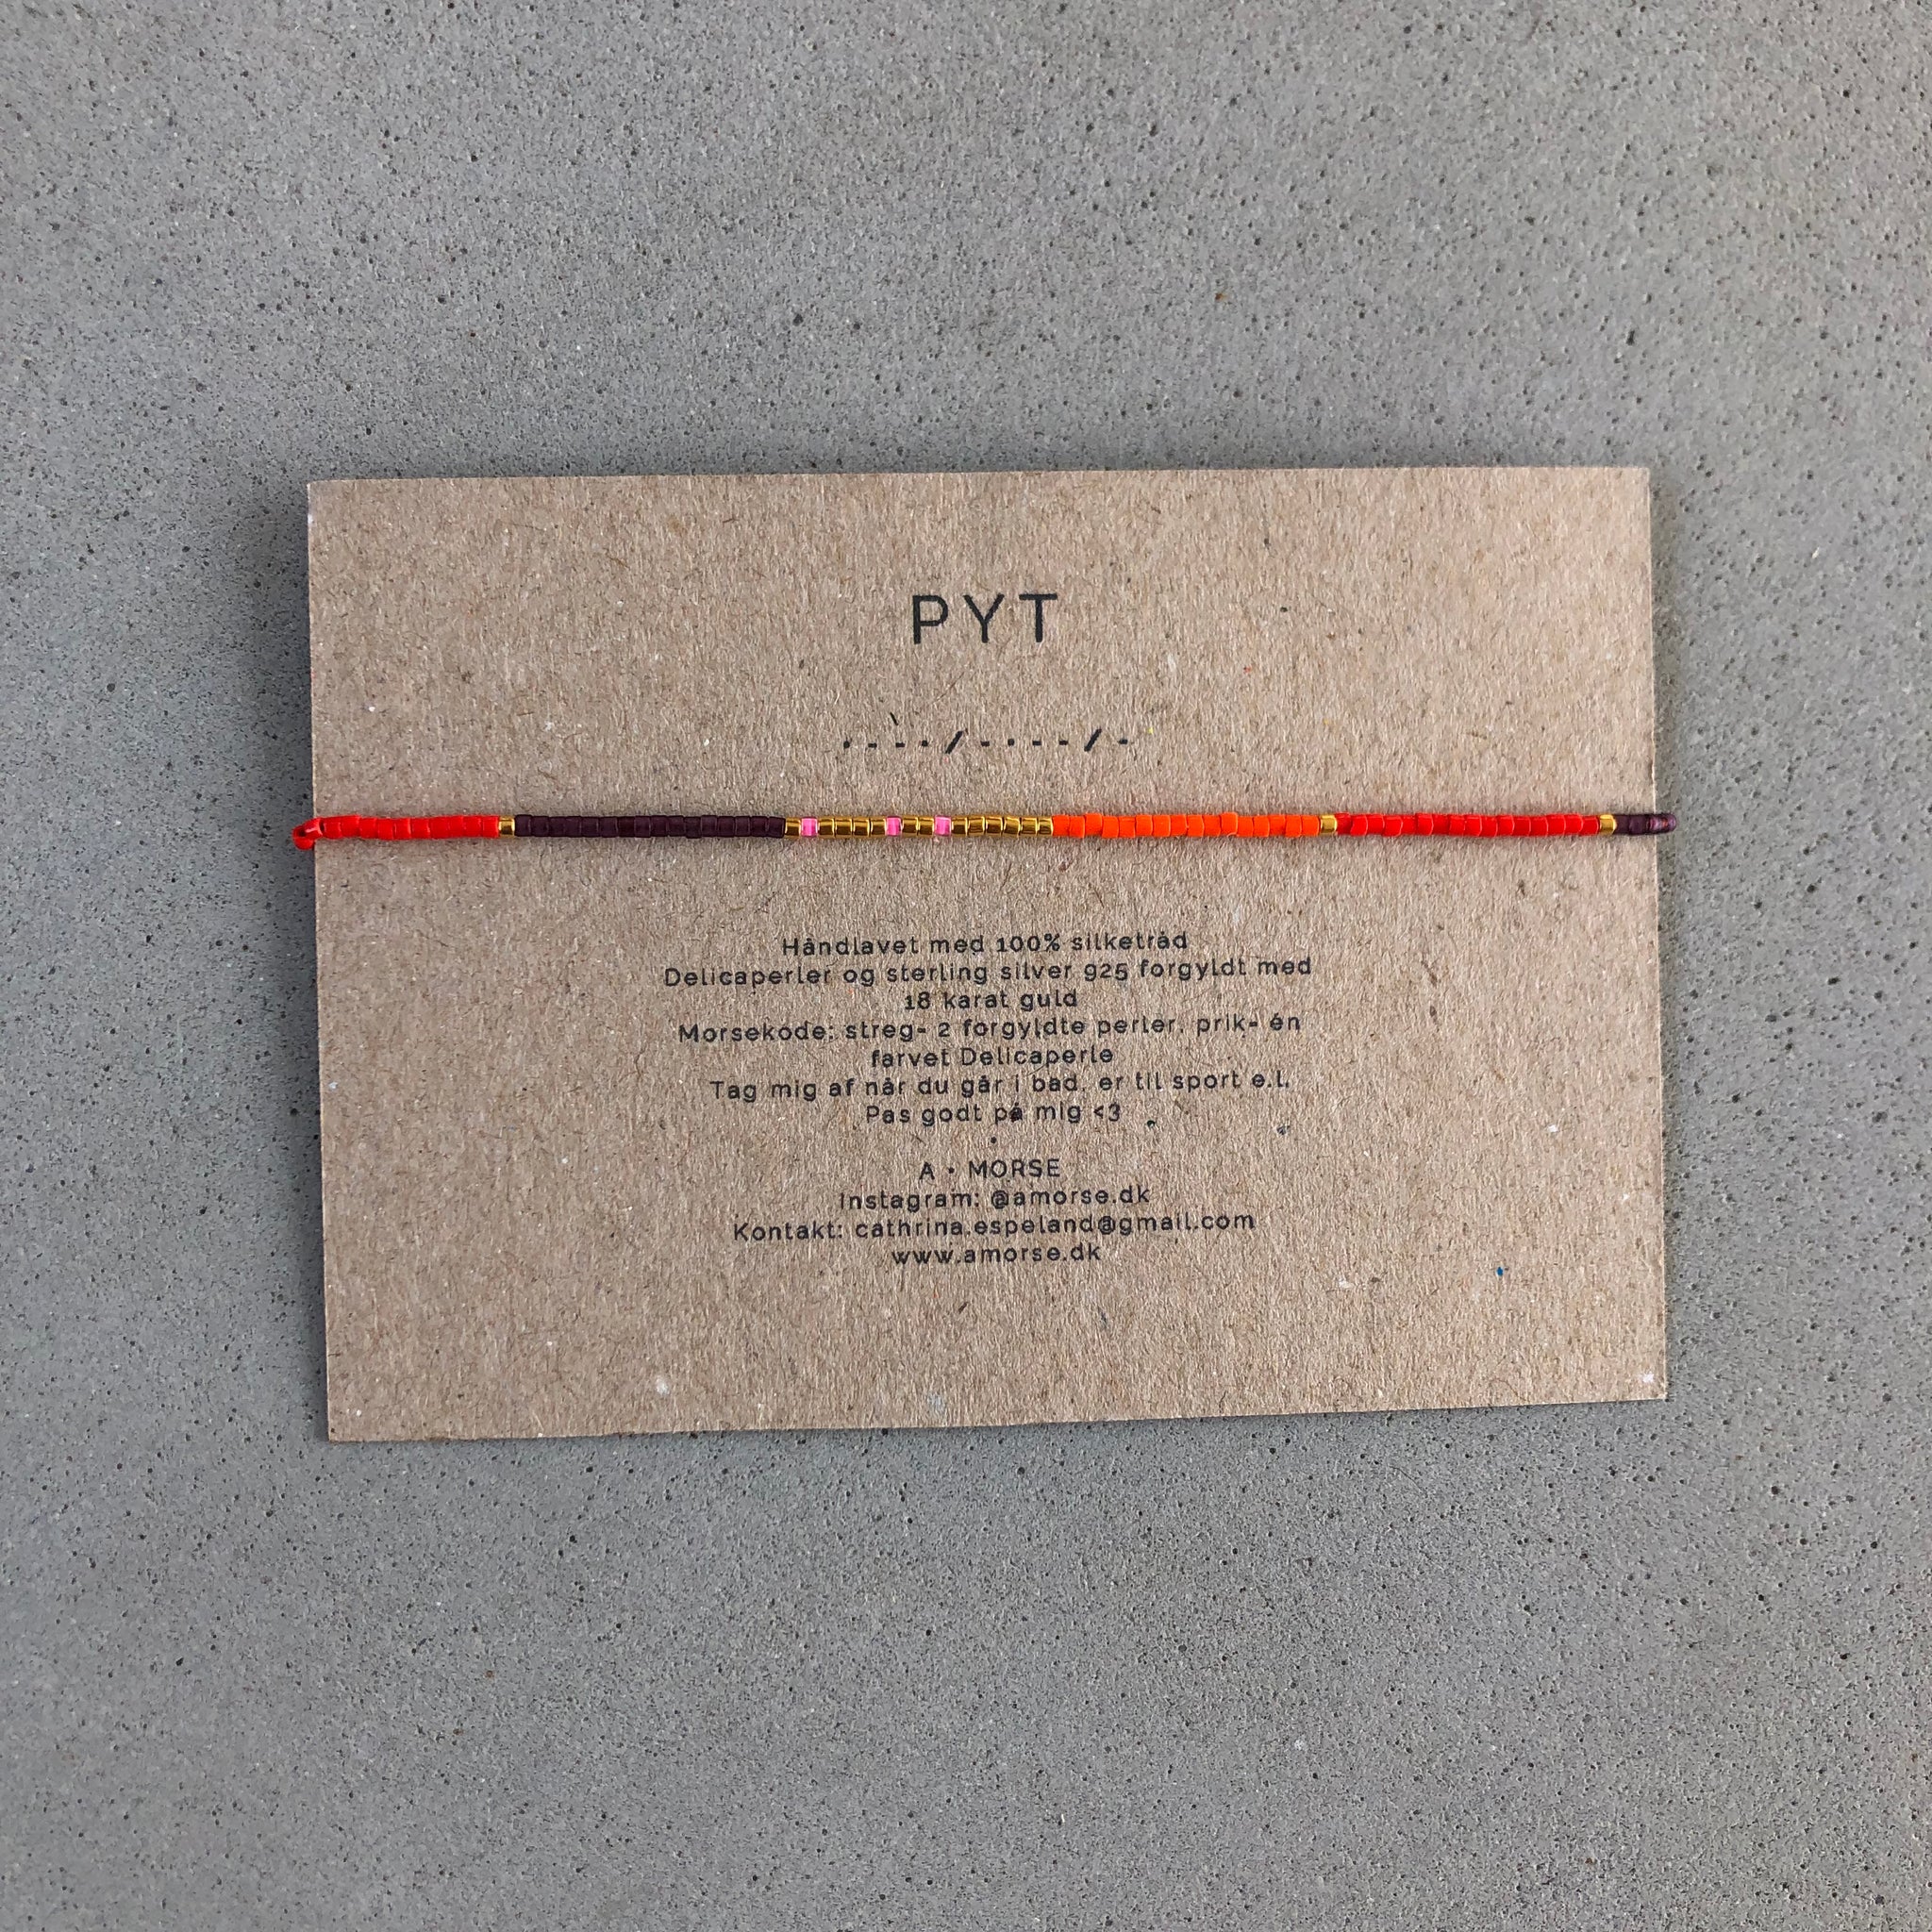 PYT
·--·/-·--/-
Håndlavet med 100% silketråd
Delicaperler og sterling silver 925 forgyldt med
18 karat guld
Morsekode: streg- 2 forgyldte perler, prik- én
farvet Delicaperle
Tag mig af når du går i bad, er til sport e.l.
Pas godt på mig <3
A · MORSE
Instagram: @amorse.dk
Kontakt: cathrina.espeland@gmail.com
www.amorse.dk